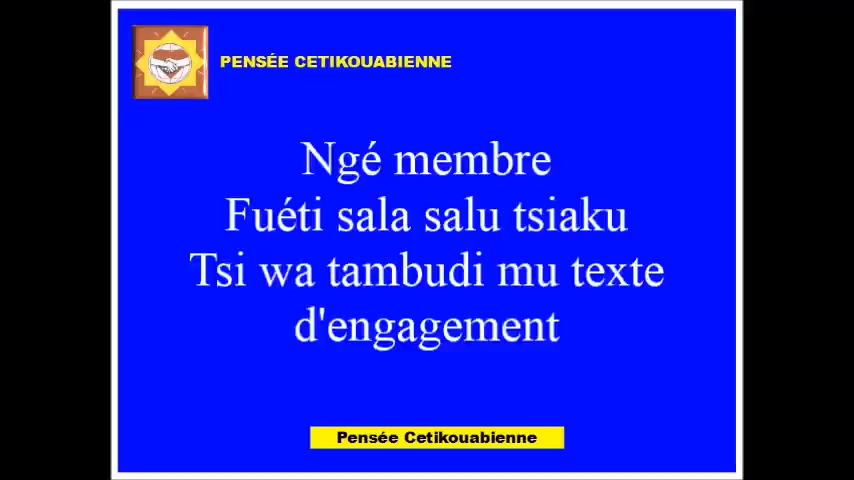 PENSÉE CETIKOUABIENNE
Ngé membre
Fuéti sala salu tsiaku
Tsi wa tambudi mu texte
d'engagement
Pensée Cetikouabienne